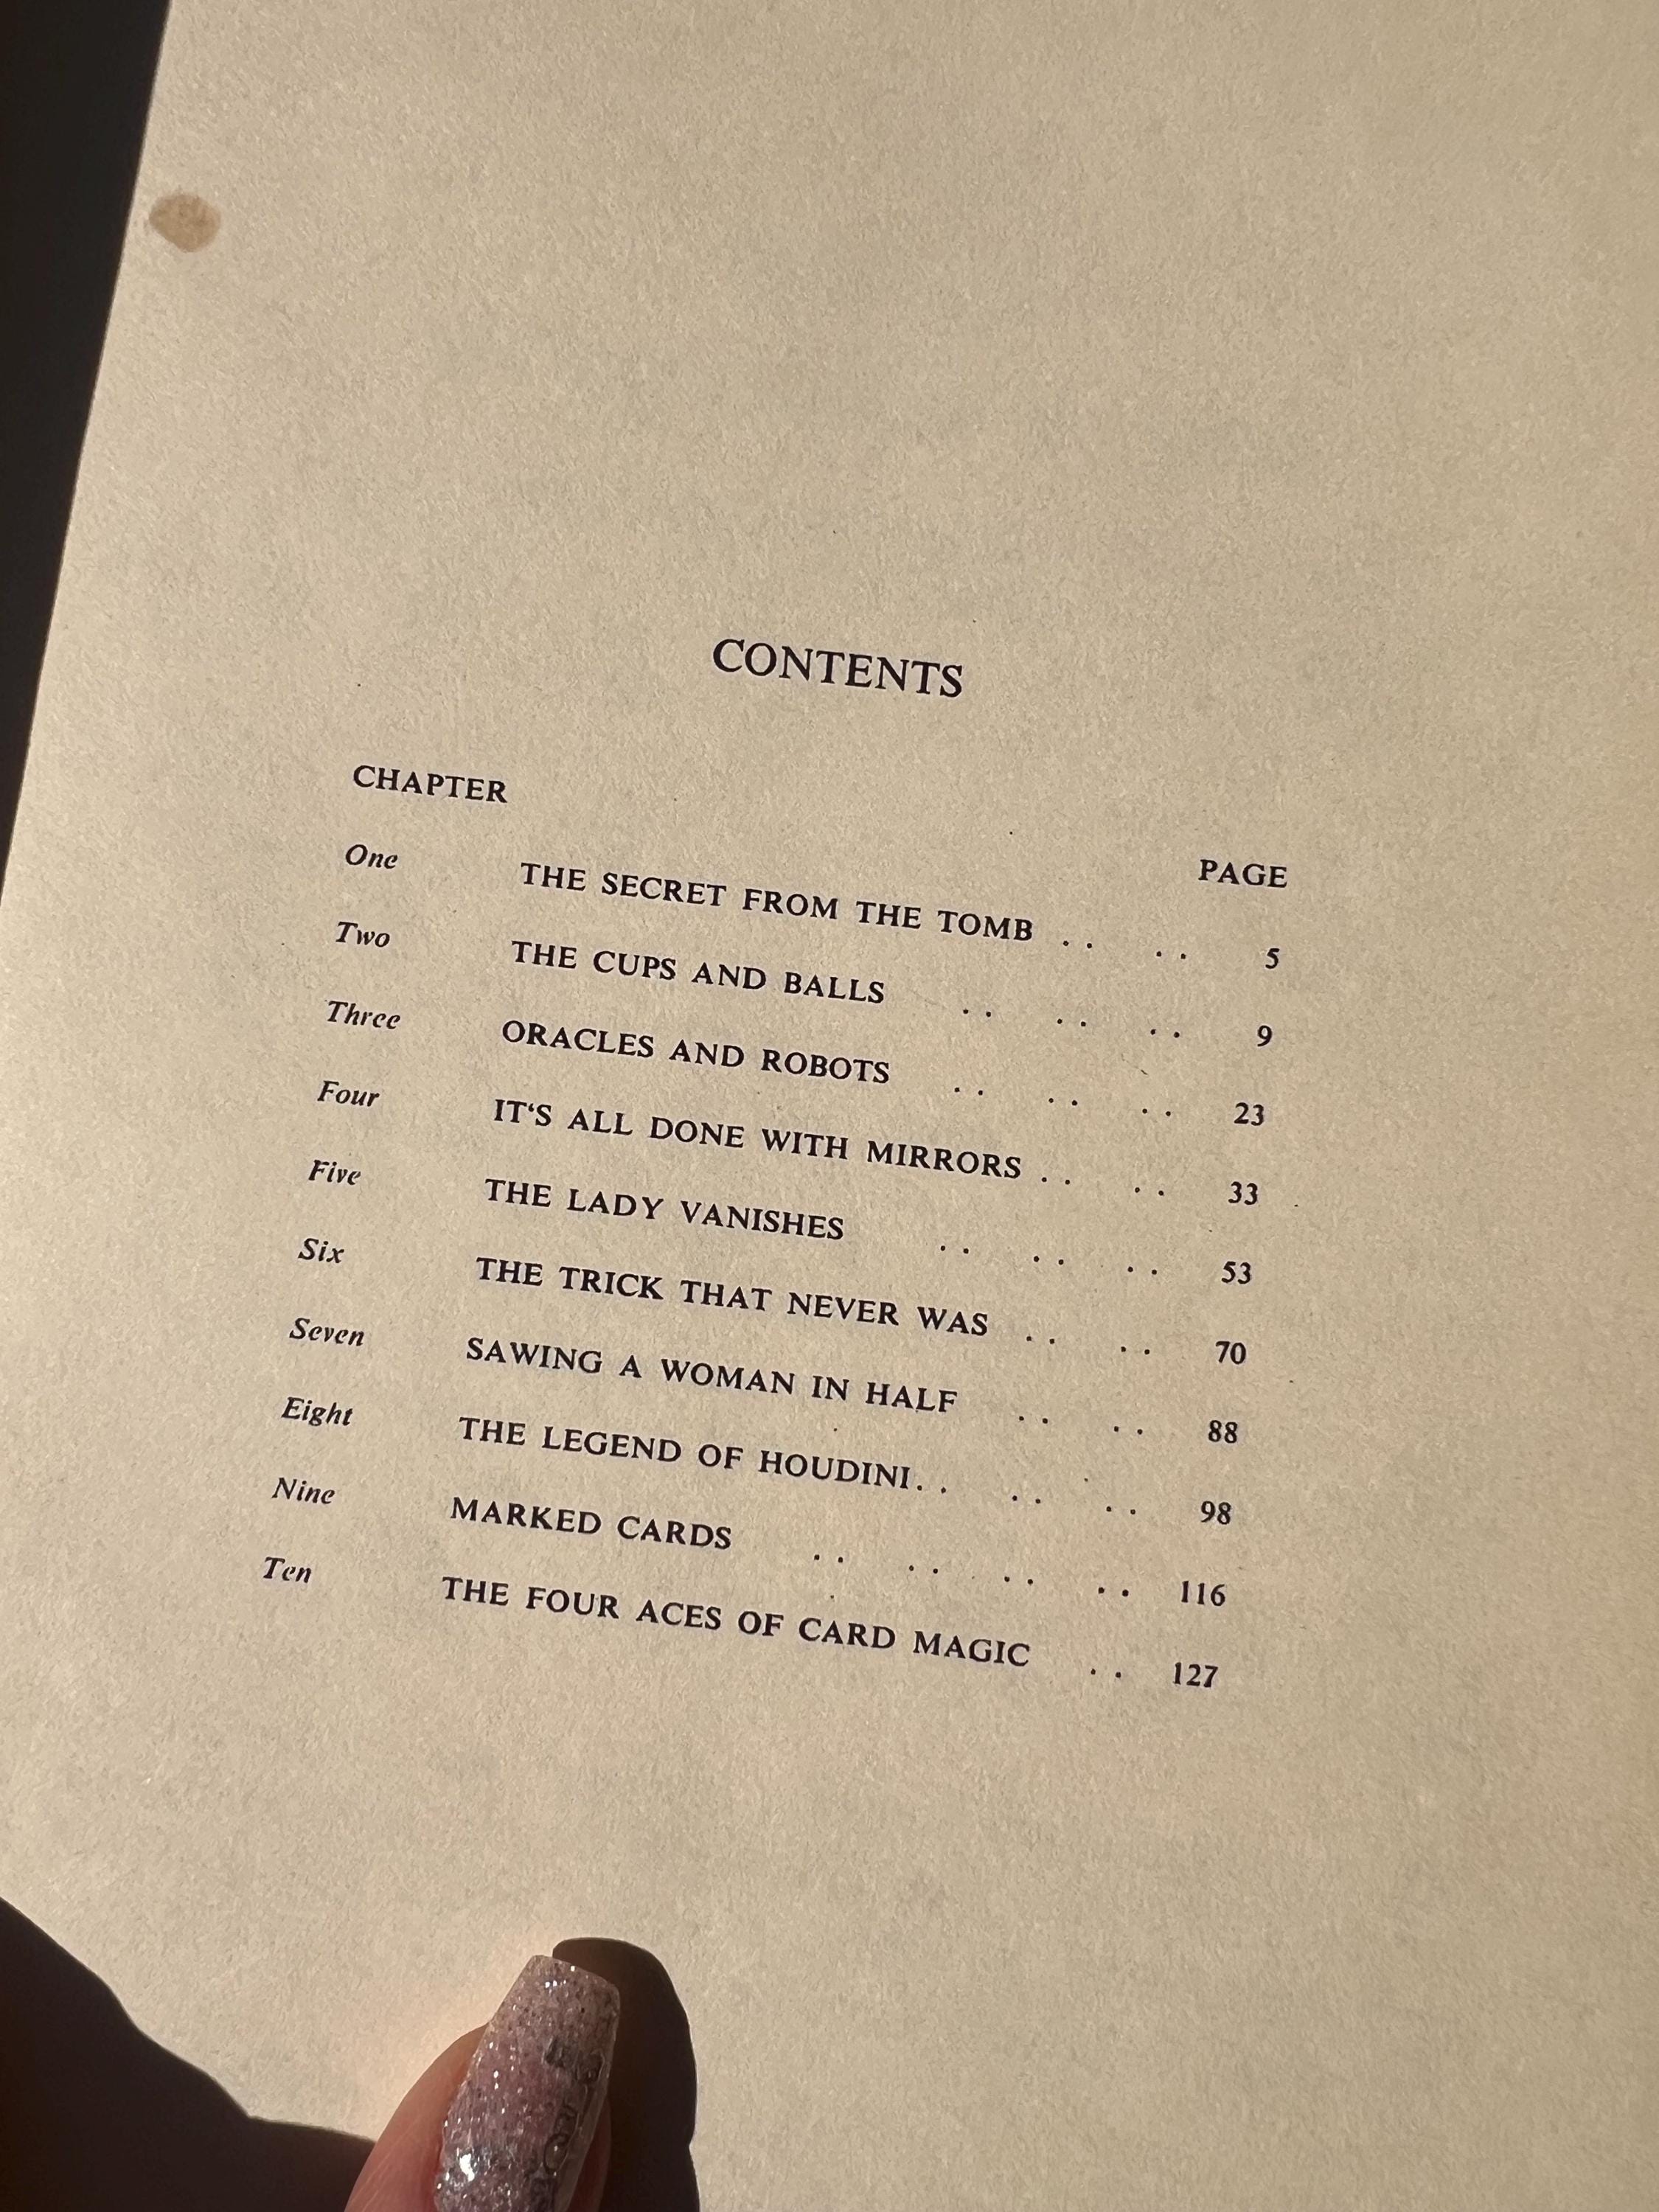 CONTENTS
CHAPTER PAGE
One THE SECRET FROM THE TOMB .. .. 5
Two THE CUPS AND BALLS .. .. .. 9
Three ORACLES AND ROBOTS .. .. .. 23
Four IT'S ALL DONE WITH MIRRORS .. .. 33
Five THE LADY VANISHES .. .. .. 53
Six THE TRICK THAT NEVER WAS .. .. 70
Seven SAWING A WOMAN IN HALF .. .. 88
Eight THE LEGEND OF HOUDINI .. .. .. 98
Nine MARKED CARDS .. .. .. .. 116
Ten THE FOUR ACES OF CARD MAGIC .. 127